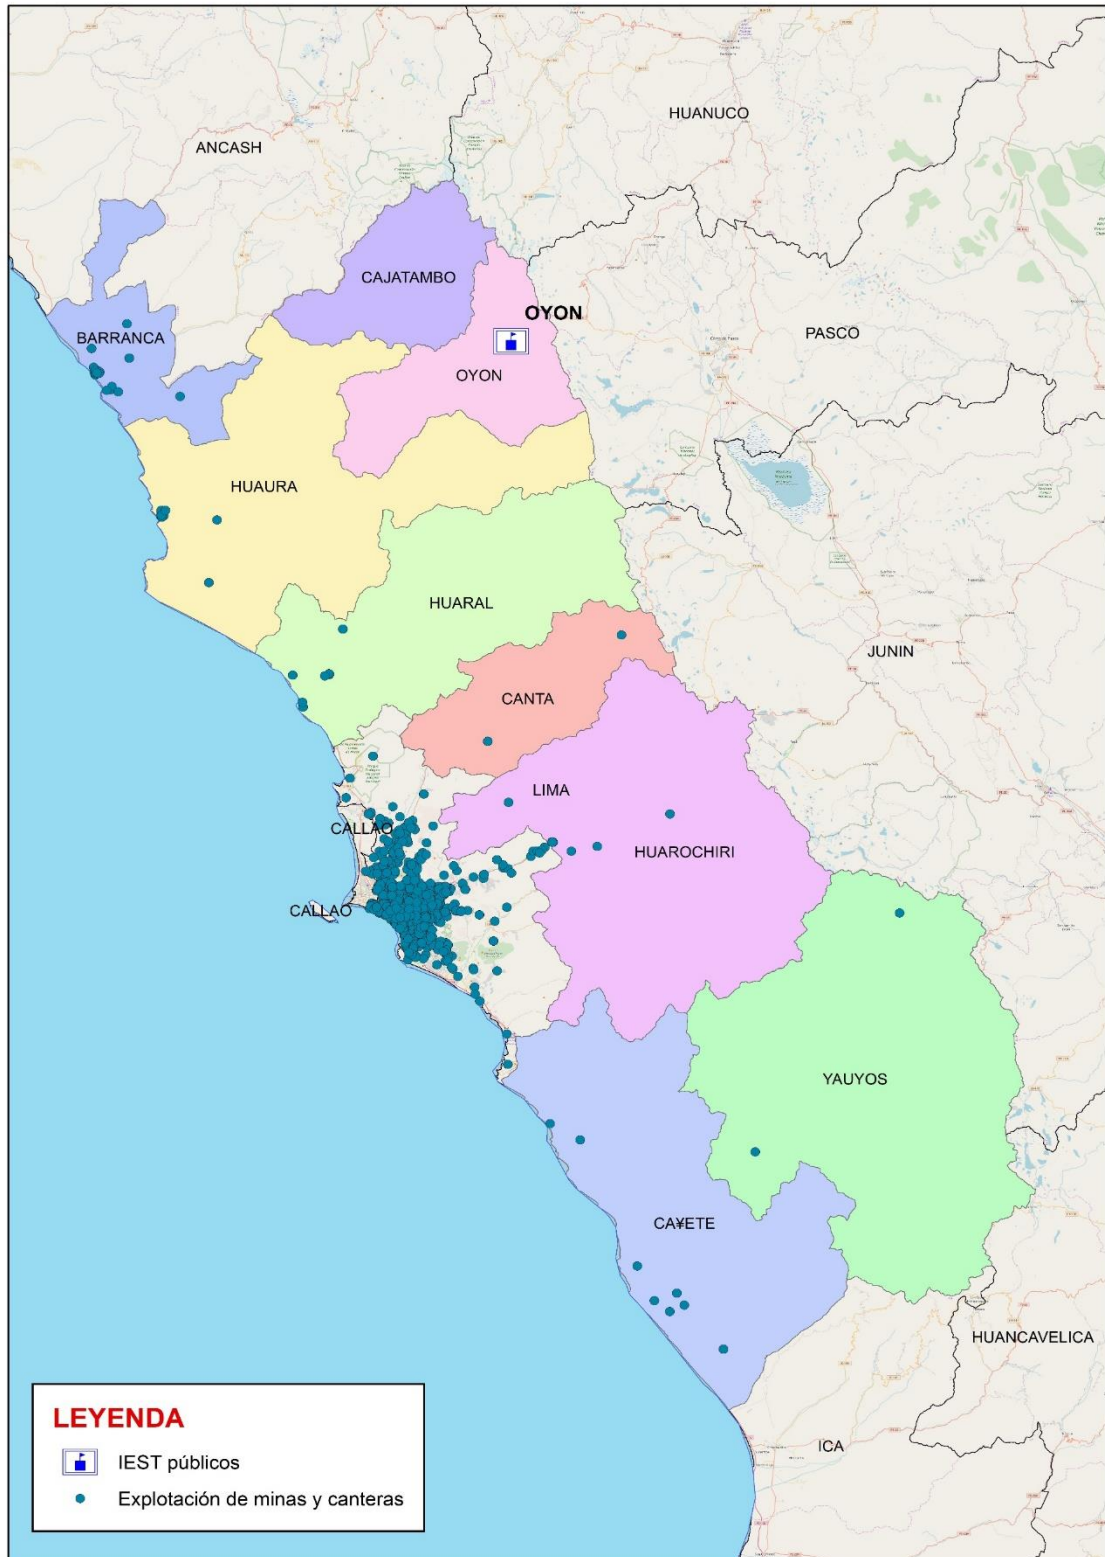 HUANUCO
ANCASH
CAJATAMBO
OYON
BARRANCA
PASCO
OYON
HUAURA
HUARAL
JUNIN
CANTA
LIMA
CALLAO
HUAROCHIRI
CALLAO
YAUYOS
CA¥ETE
HUANCAVELICA
ICA
LEYENDA
IEST públicos
Explotación de minas y canteras